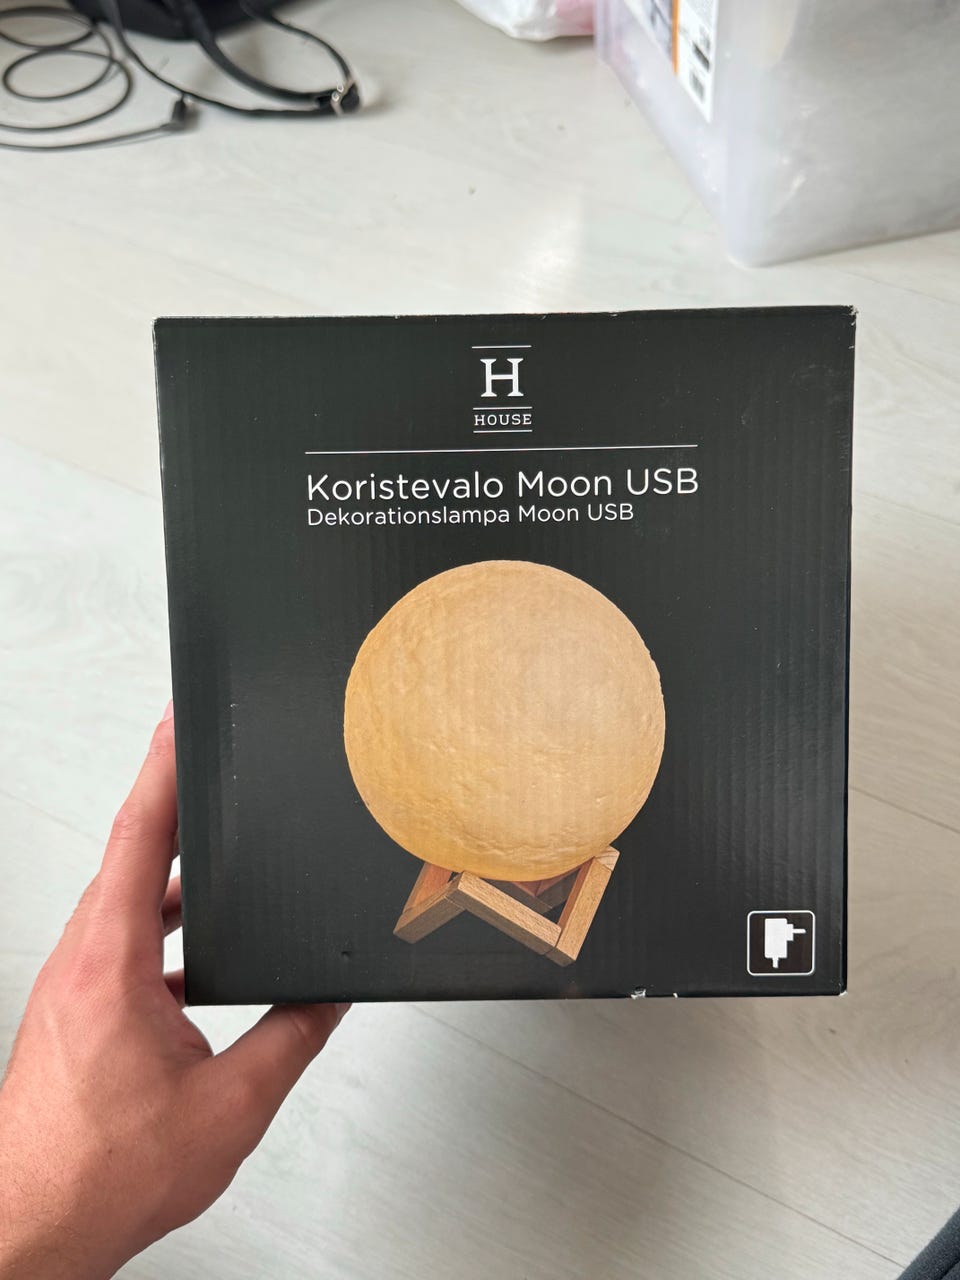 H
HOUSE
Koristevalo Moon USB
Dekorationslampa Moon USB